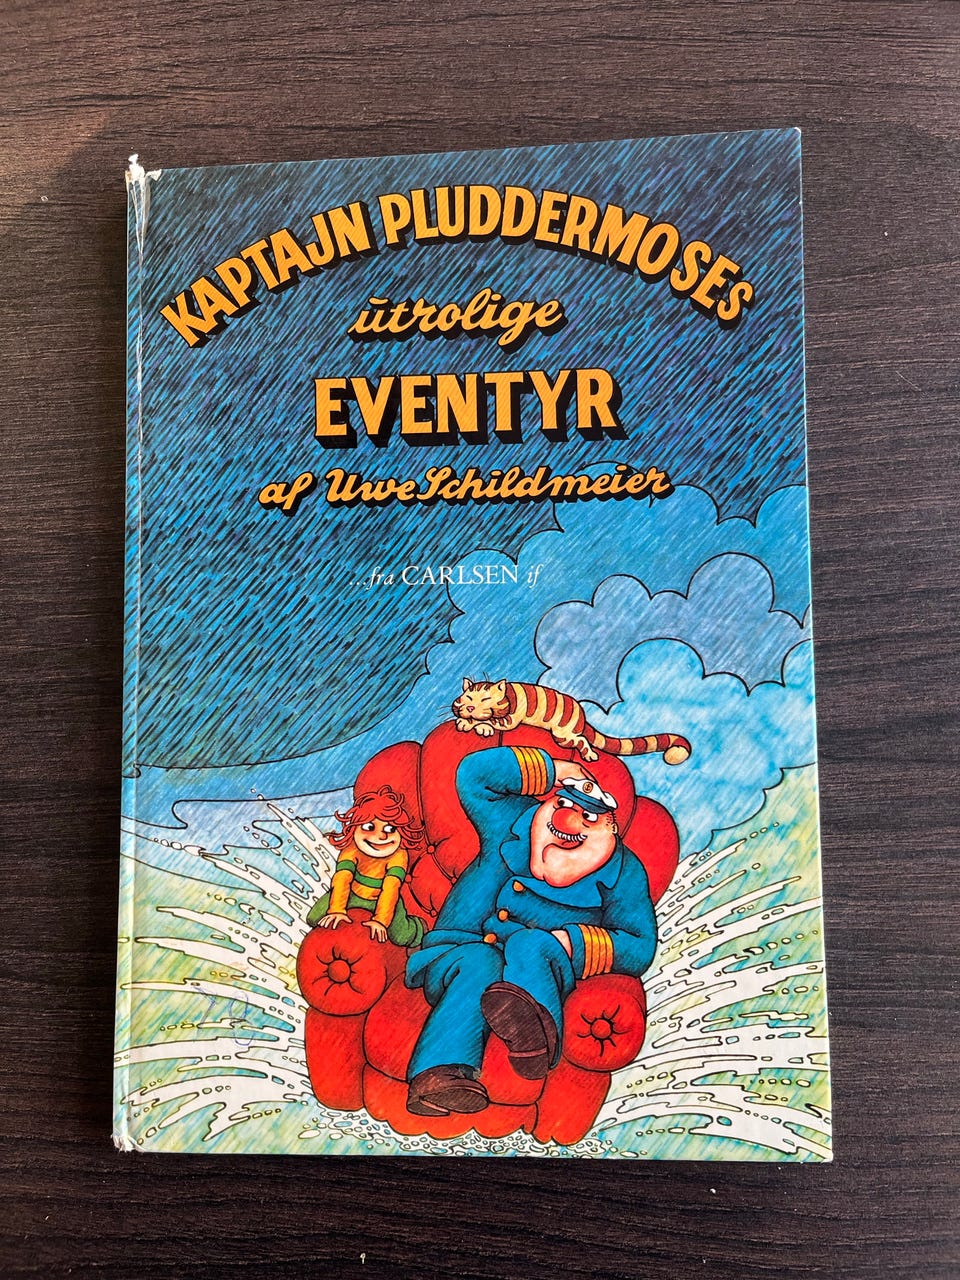 KAPTAJN PLUDDERMOSES
utrolige
EVENTYR
af Uwe Schildmeier
...fra CARLSEN if